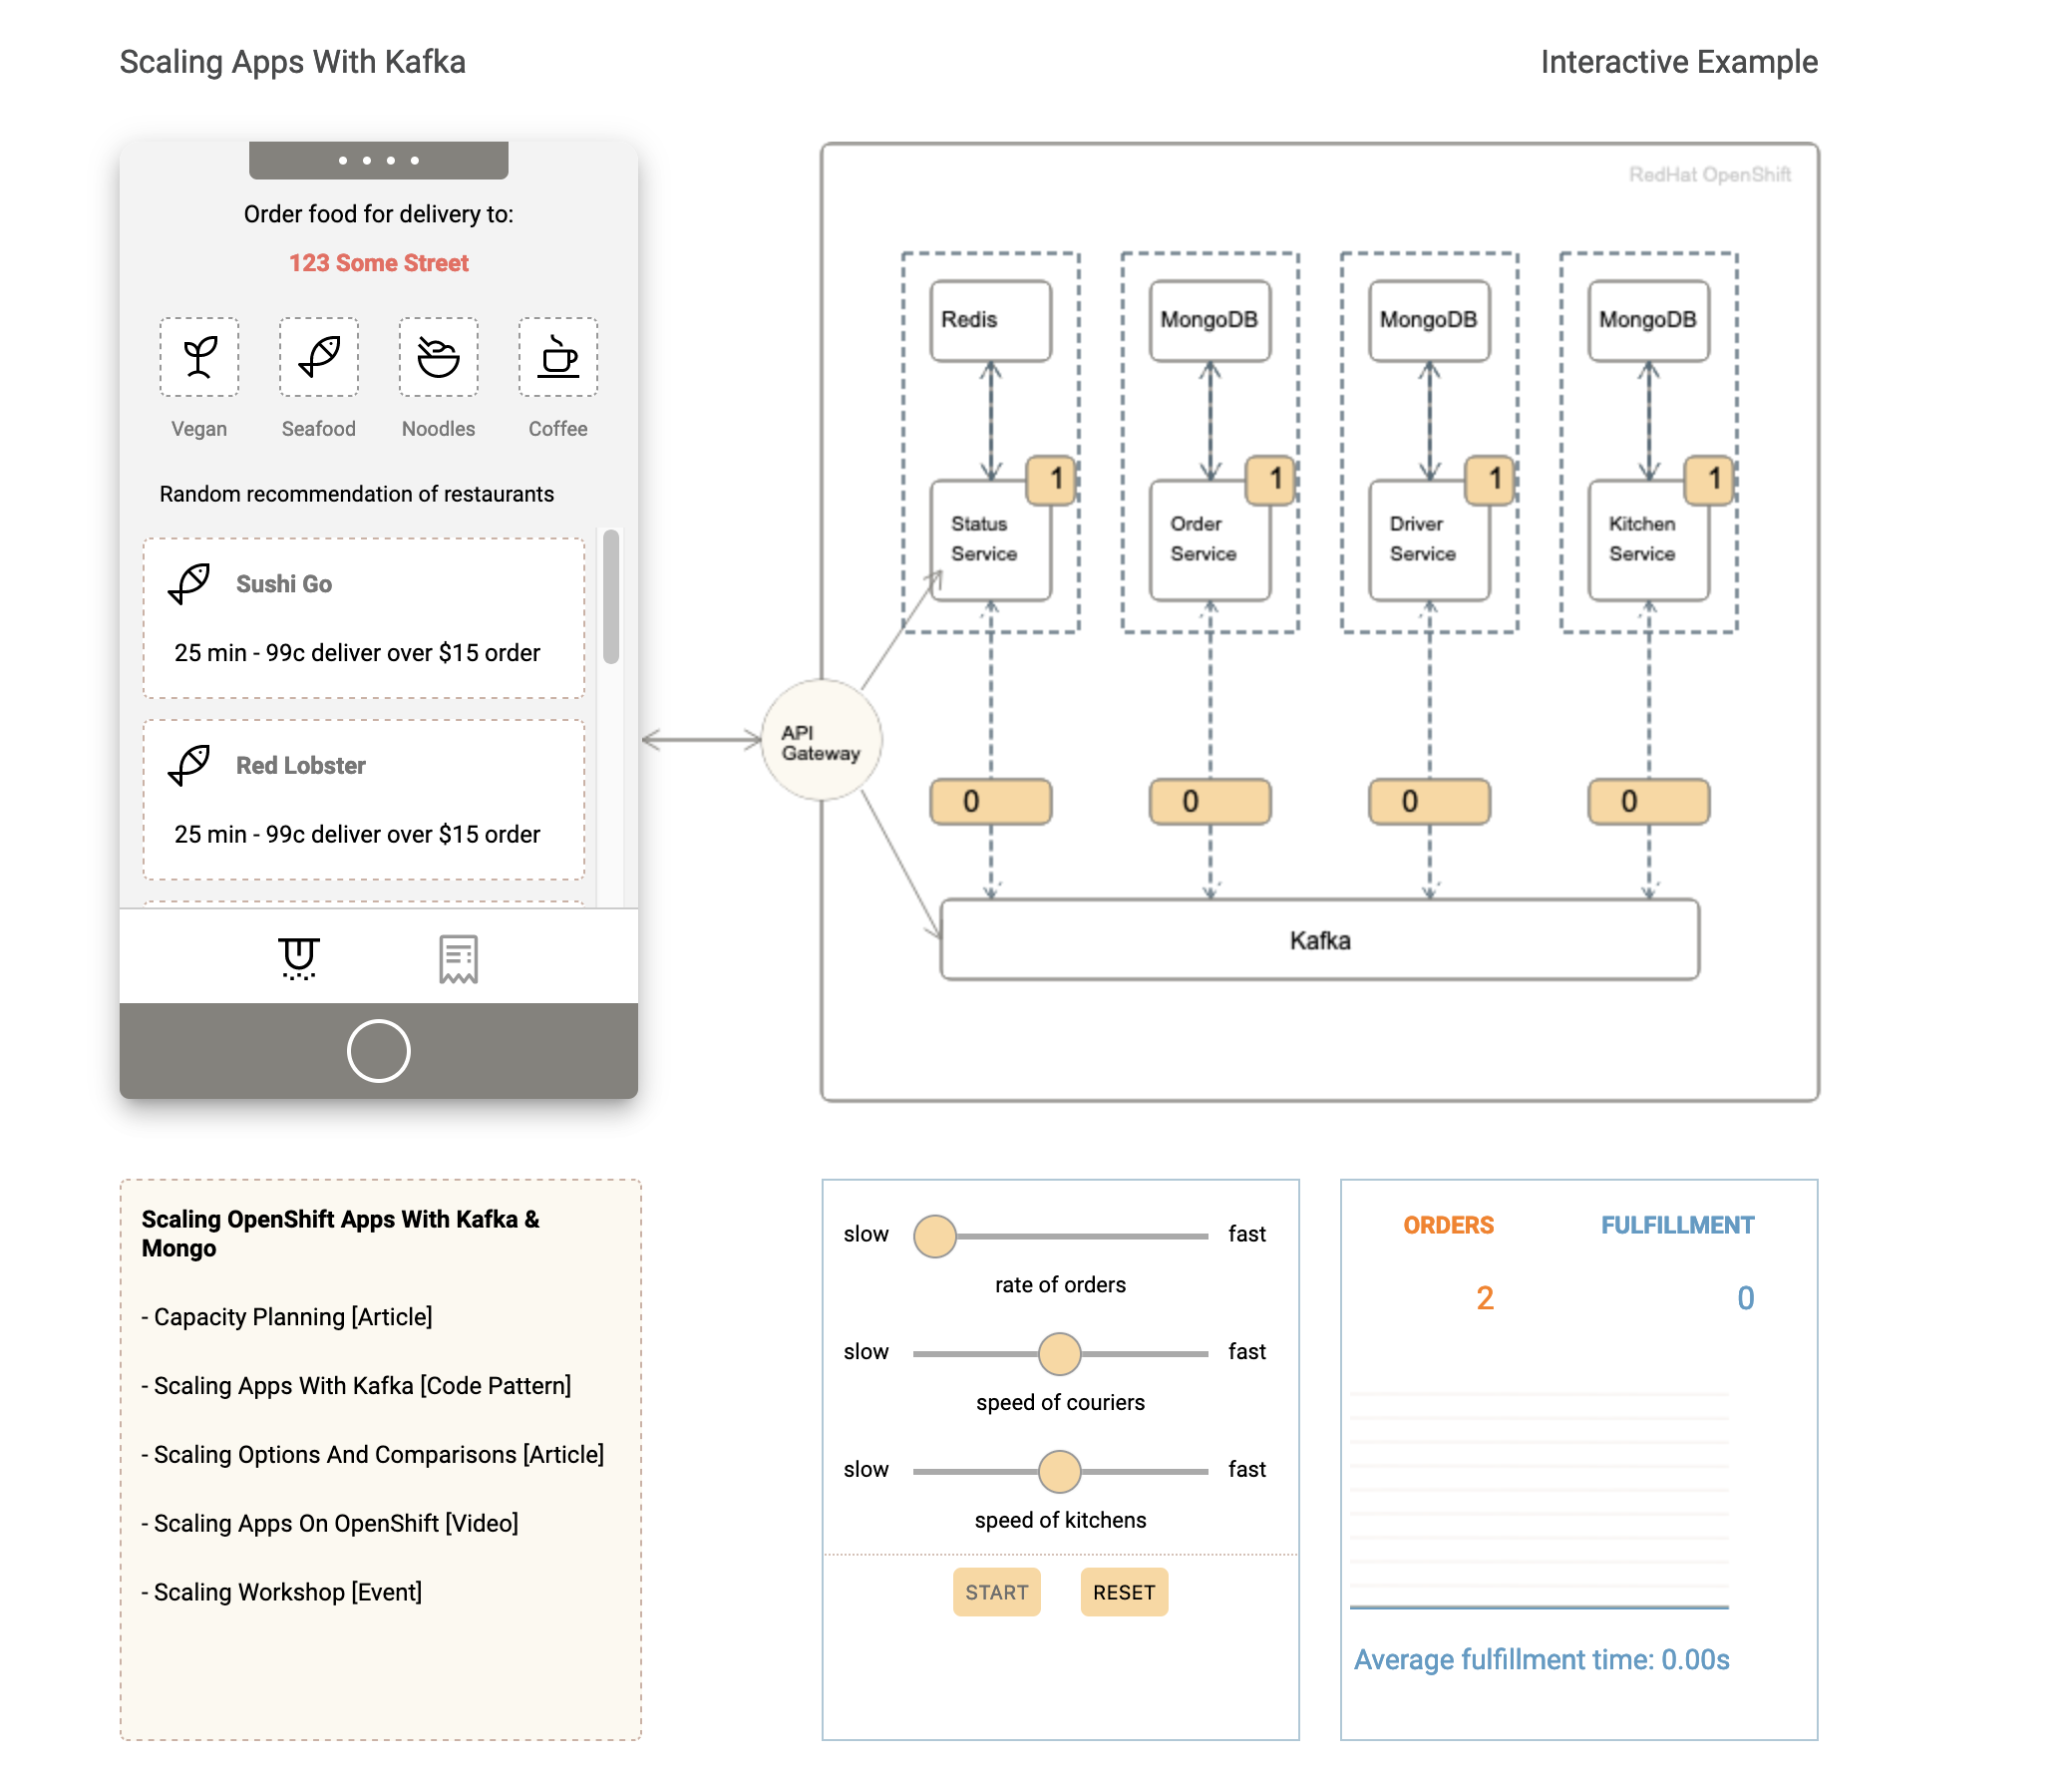 Scaling Apps With Kafka
Interactive Example
Order food for delivery to:
123 Some Street
Vegan
Seafood
Noodles
Coffee
Random recommendation of restaurants
Sushi Go
25 min - 99c deliver over $15 order
Red Lobster
25 min - 99c deliver over $15 order
RedHat OpenShift
Redis
MongoDB
MongoDB
MongoDB
1
1
1
1
Status
Service
Order
Service
Driver
Service
Kitchen
Service
API
Gateway
0
0
0
0
Kafka
Scaling OpenShift Apps With Kafka &
Mongo
- Capacity Planning [Article]
- Scaling Apps With Kafka [Code Pattern]
- Scaling Options And Comparisons [Article]
- Scaling Apps On OpenShift [Video]
- Scaling Workshop [Event]
slow
fast
rate of orders
slow
fast
speed of couriers
slow
fast
speed of kitchens
START
RESET
ORDERS
FULFILLMENT
2
0
Average fulfillment time: 0.00s